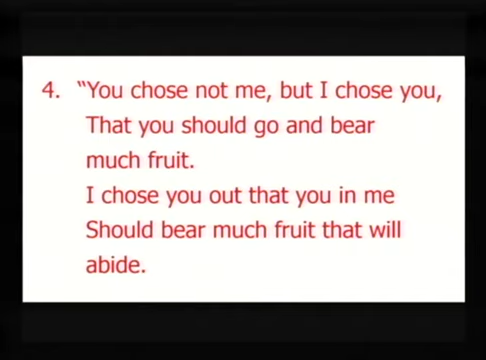 4. “You chose not me, but I chose you,
That you should go and bear
much fruit.
I chose you out that you in me
Should bear much fruit that will
abide.